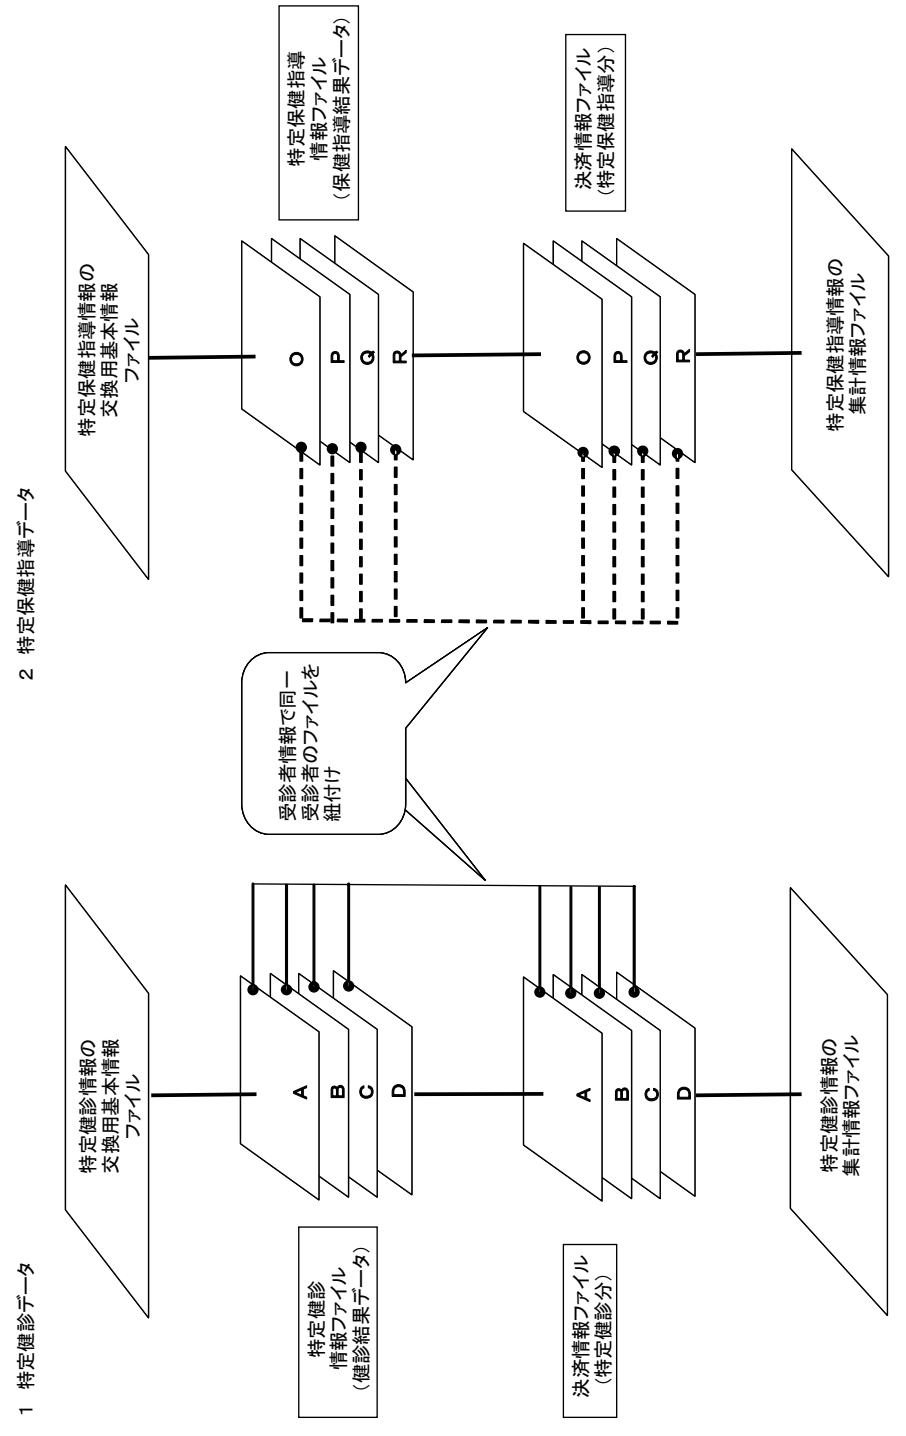 1 特定健診データ
特定健診情報の
交換用基本情報
ファイル
特定健診
情報ファイル
(健診結果データ)
A
B
C
D
決済情報ファイル
(特定健診分)
A
B
C
D
特定健診情報の
集計情報ファイル
受診者情報で同一
受診者のファイルを
紐付け
2 特定保健指導データ
特定保健指導情報の
交換用基本情報
ファイル
O
P
Q
R
特定保健指導
情報ファイル
(保健指導結果データ)
O
P
Q
R
決済情報ファイル
(特定保健指導分)
特定保健指導情報の
集計情報ファイル